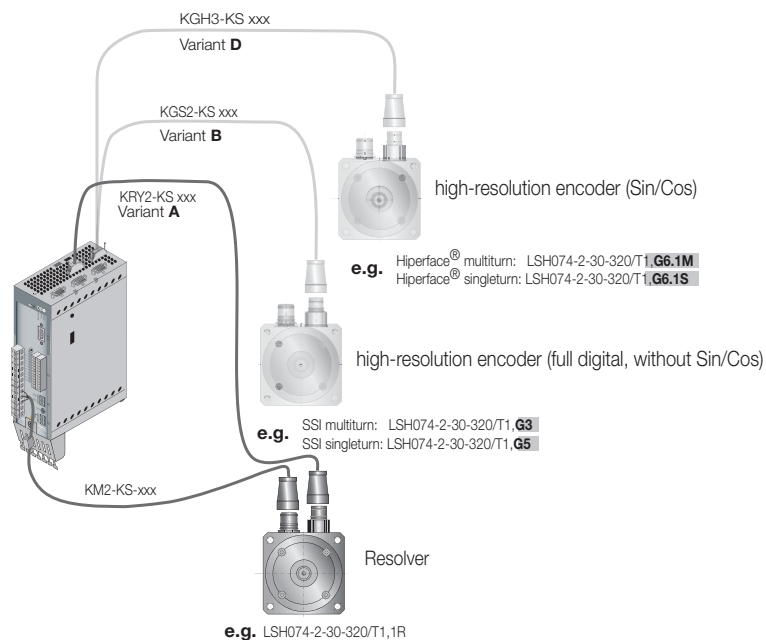 KGH3-KS xxx
Variant D
KGS2-KS xxx
Variant B
KRY2-KS xxx
Variant A
high-resolution encoder (Sin/Cos)
e.g. Hiperface® multiturn: LSH074-2-30-320/T1,G6.1M
Hiperface® singleturn: LSH074-2-30-320/T1,G6.1S
high-resolution encoder (full digital, without Sin/Cos)
e.g. SSI multiturn: LSH074-2-30-320/T1,G3
SSI singleturn: LSH074-2-30-320/T1,G5
KM2-KS-xxx
Resolver
e.g. LSH074-2-30-320/T1,1R